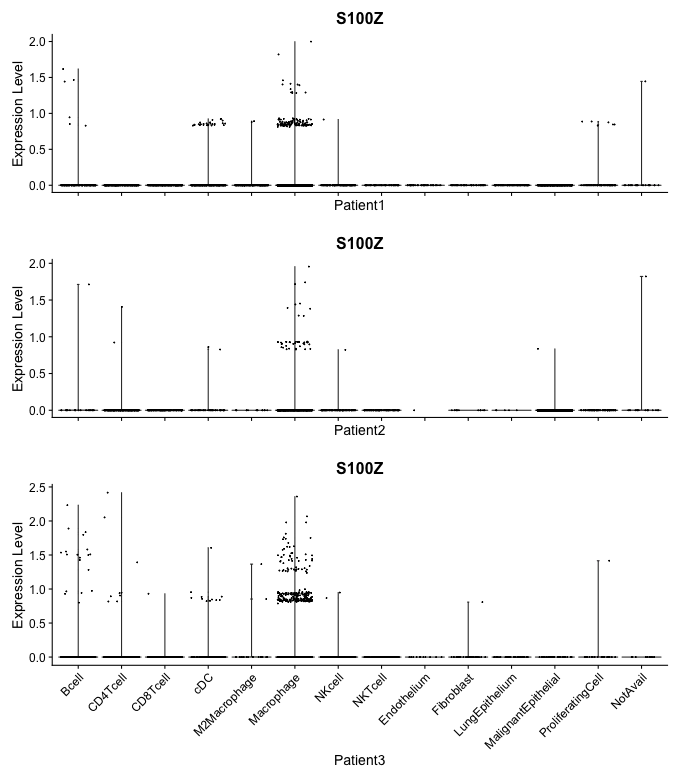 S100Z
Expression Level
2.0
1.5
1.0
0.5
0.0
Patient1
S100Z
Expression Level
2.0
1.5
1.0
0.5
0.0
Patient2
S100Z
Expression Level
2.5
2.0
1.5
1.0
0.5
0.0
Bcell
CD4Tcell
CD8Tcell
cDC
M2Macrophage
Macrophage
NKcell
NKTcell
Endothelium
Fibroblast
LungEpithelium
MalignantEpithelial
ProliferatingCell
NotAvail
Patient3